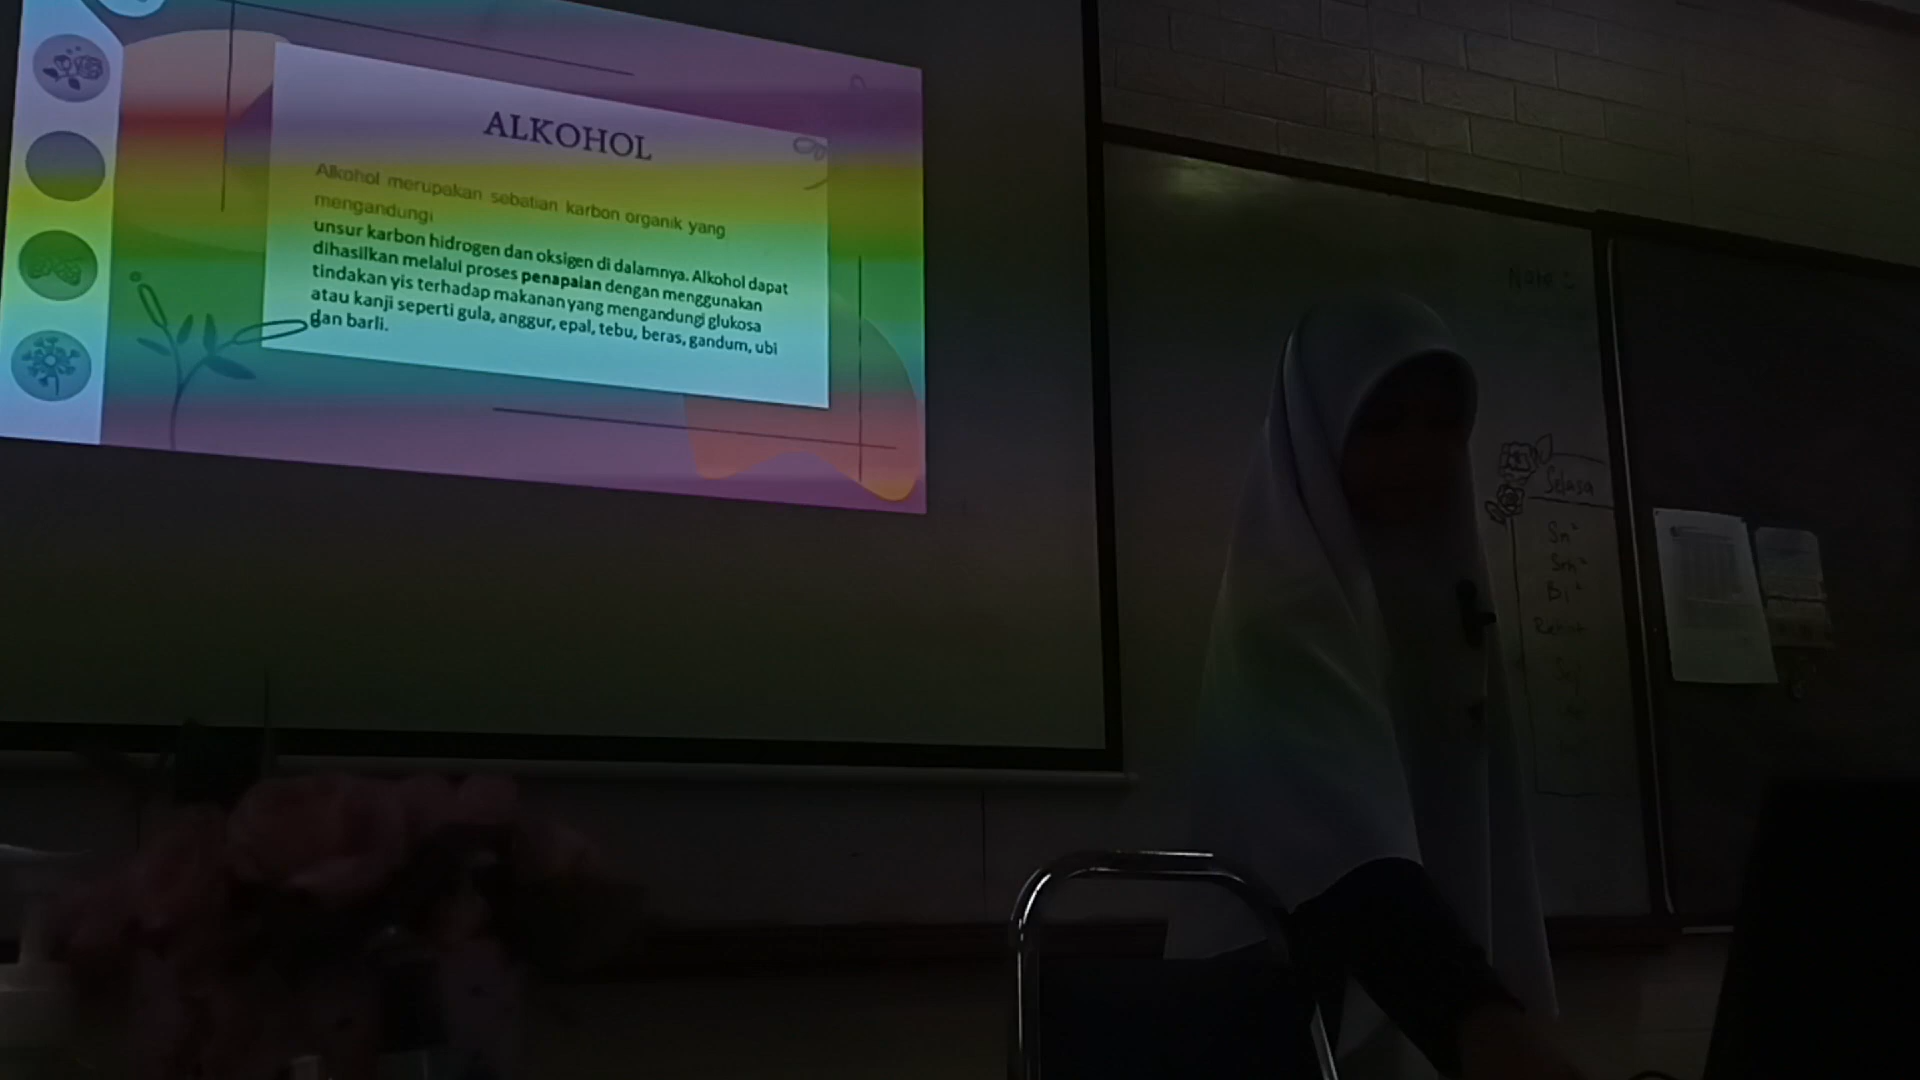 ALKOHOL
Alkohol merupakan sebatian karbon organik yang
mengandungi
unsur karbon hidrogen dan oksigen di dalamnya. Alkohol dapat
dihasilkan melalui proses penapaian dengan menggunakan
tindakan yis terhadap makanan yang mengandungi glukosa
atau kanji seperti gula, anggur, epal, tebu, beras, gandum, ubi
dan barli.
Selasa
Sn²